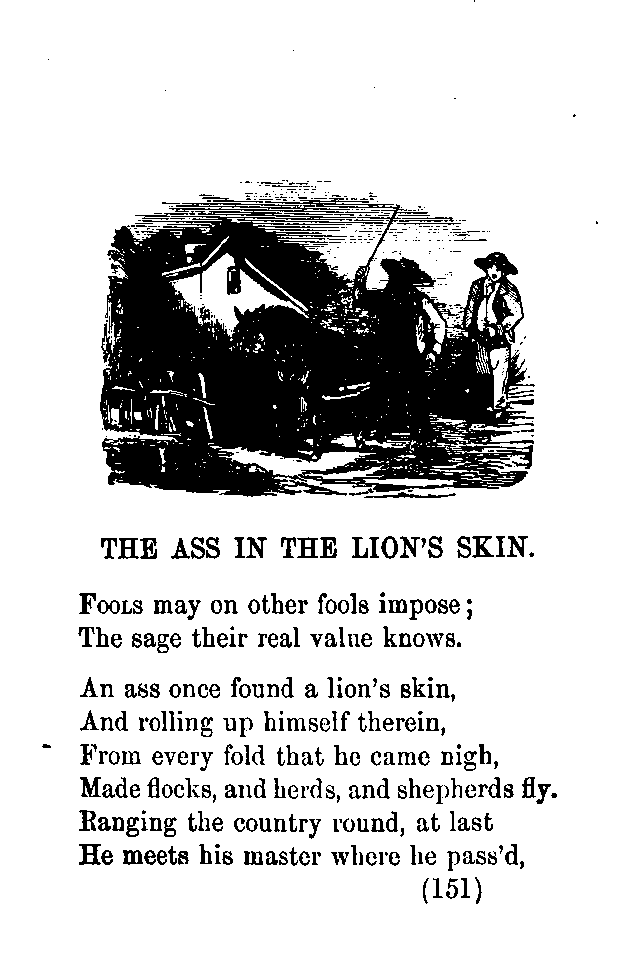 THE ASS IN THE LION'S SKIN.
FOOLS may on other fools impose;
The sage their real value knows.
An ass once found a lion's skin,
And rolling up himself therein,
From every fold that he came nigh,
Made flocks, and herds, and shepherds fly.
Ranging the country round, at last
He meets his master where he pass'd,
(151)